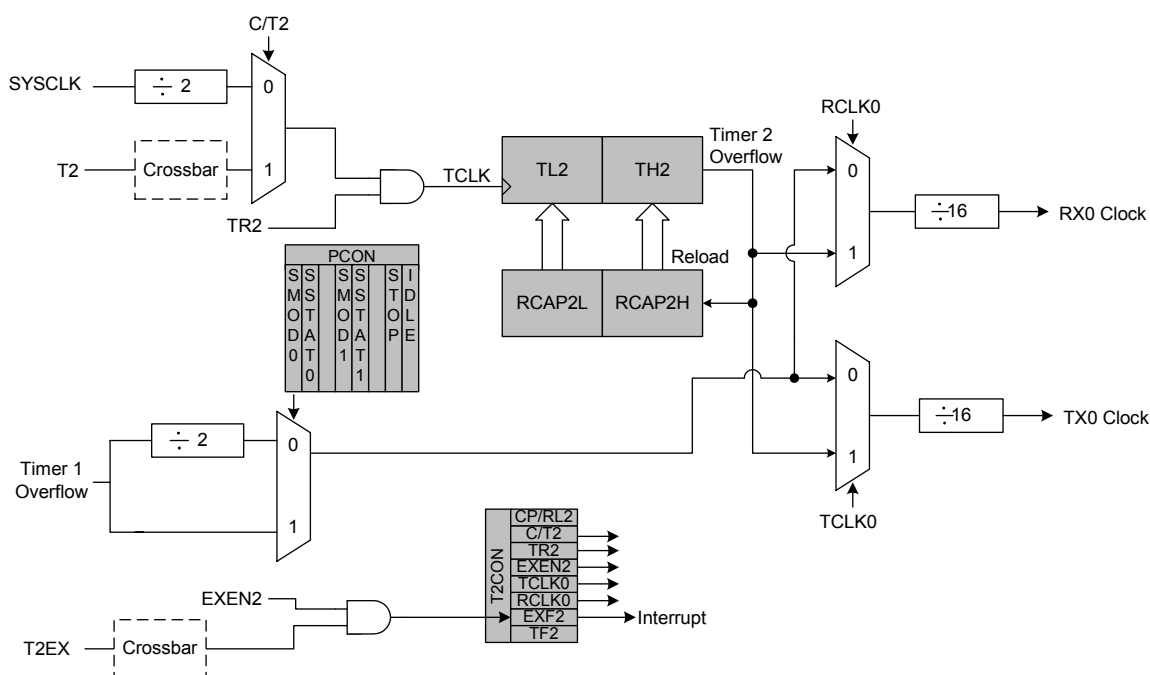 C/T2
SYSCLK
÷ 2
0
T2
Crossbar
1
TR2
TCLK
TL2
TH2
Timer 2
Overflow
RCLK0
0
1
÷16
RX0 Clock
Reload
RCAP2L
RCAP2H
PCON
SMOD0
SSTAT0
SMOD1
SSTAT1
STOP
IDLE
0
1
÷16
TX0 Clock
TCLK0
÷ 2
0
Timer 1
Overflow
1
T2CON
CP/RL2
C/T2
TR2
EXEN2
TCLK0
RCLK0
EXF2
TF2
Interrupt
EXEN2
T2EX
Crossbar